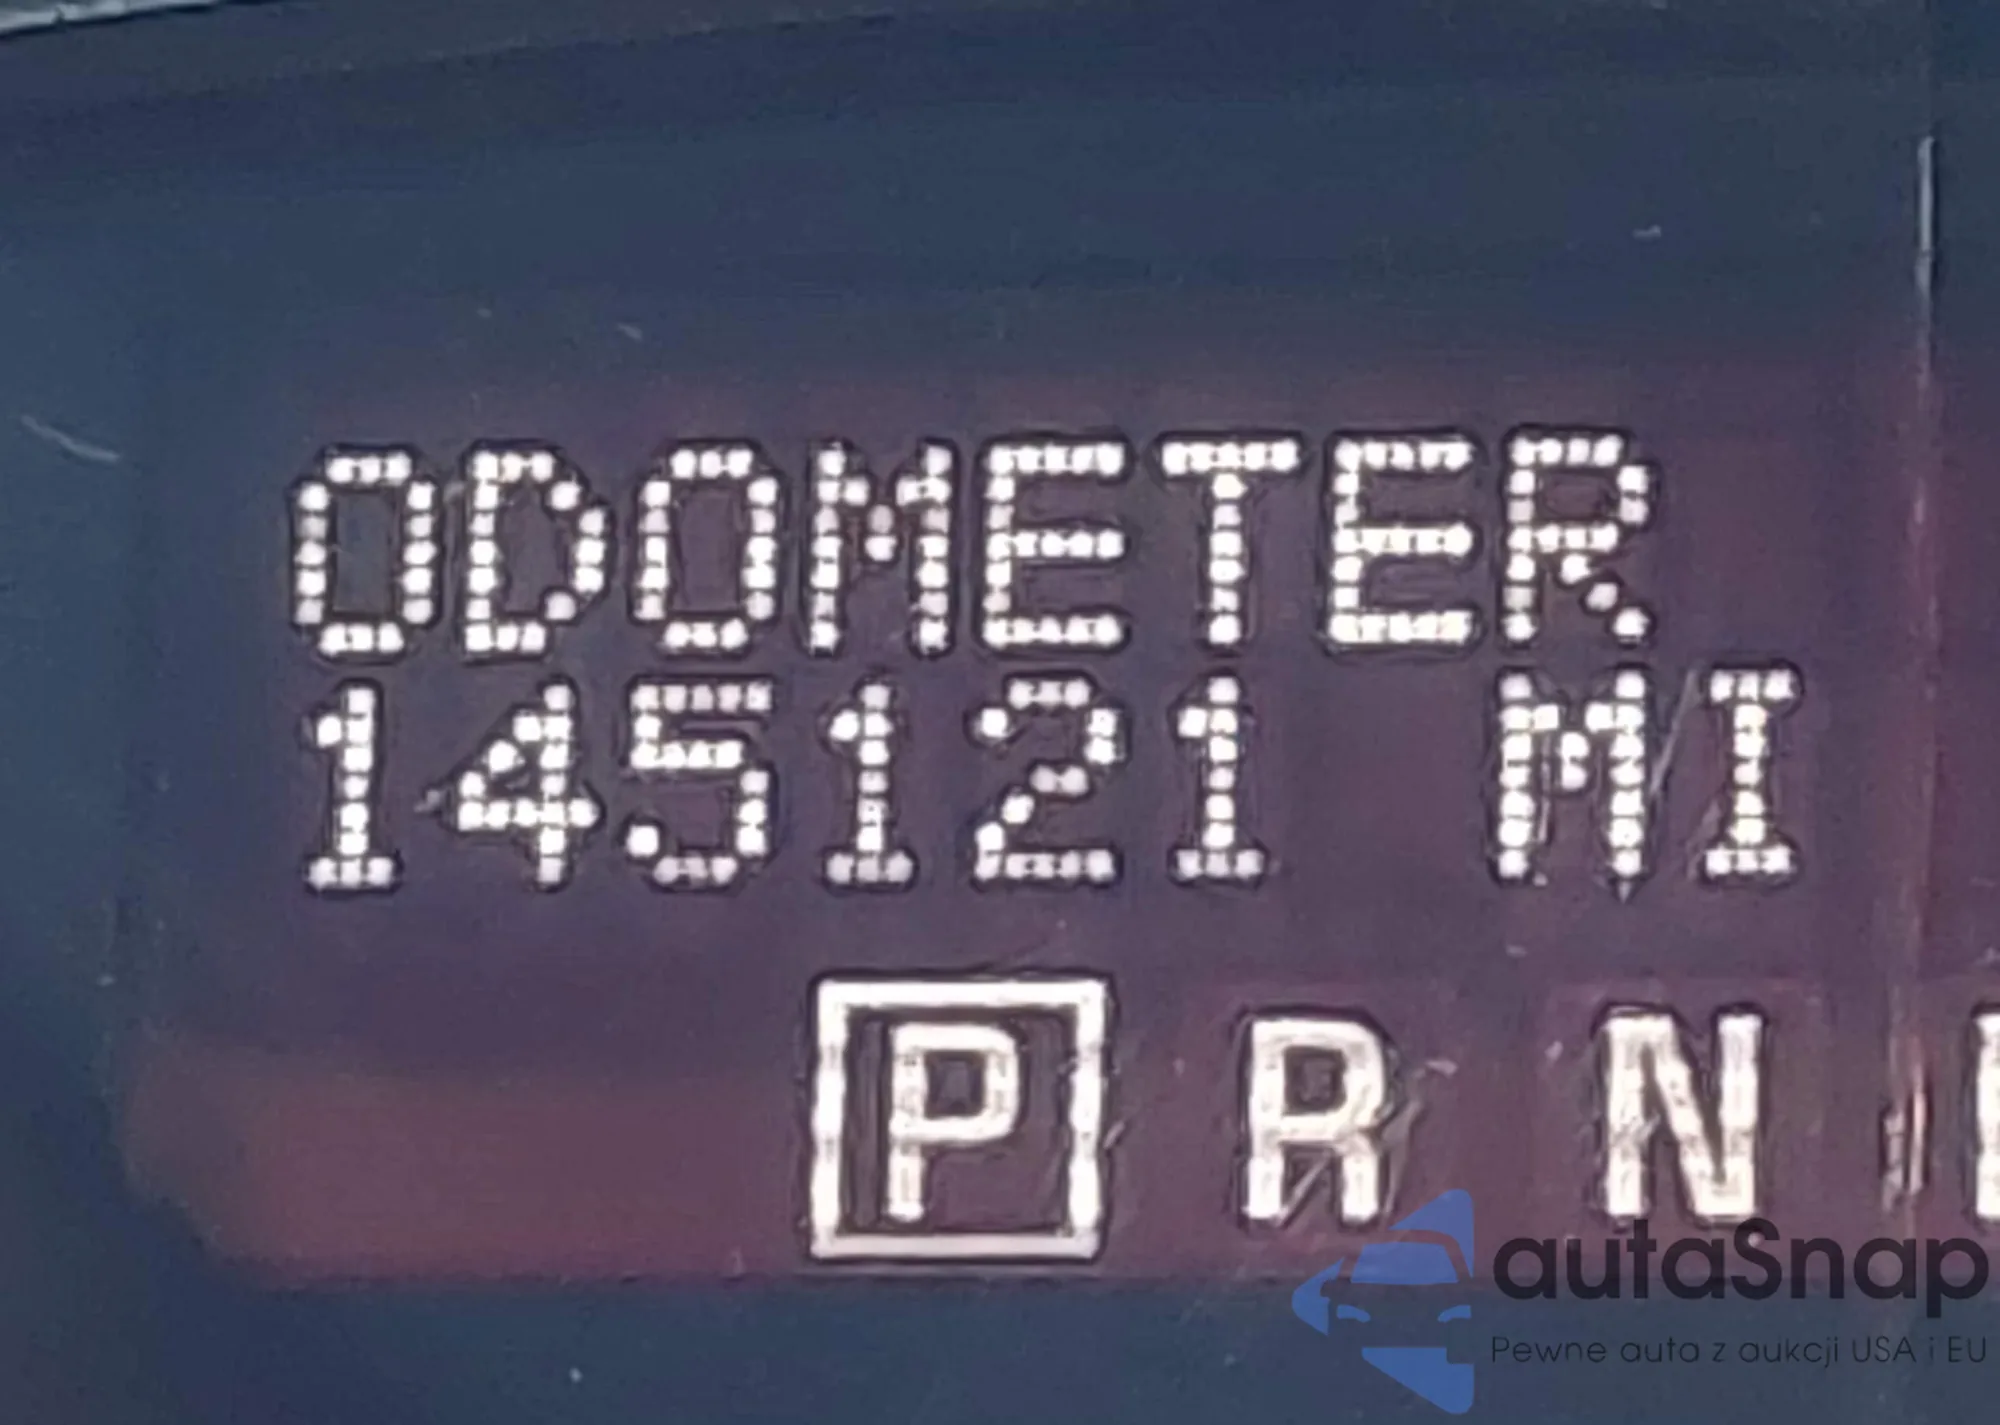 ODOMETER
145121 MI
P R N
autaSnap
Pewne auta z aukcji USA i EU